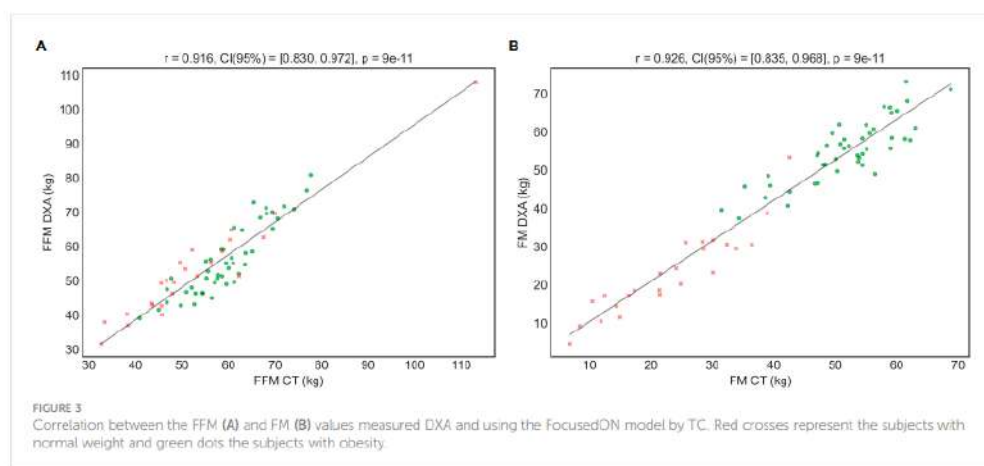 A
r = 0.916, CI(95%) = [0.830, 0.972], p = 9e-11
110
100
90
80
70
60
50
40
30
FFM DXA (kg)
30 40 50 60 70 80 90 100 110
FFM CT (kg)
B
r = 0.926, CI(95%) = [0.835, 0.968], p = 9e-11
70
60
50
40
30
20
10
FM DXA (kg)
10 20 30 40 50 60 70
FM CT (kg)
FIGURE 3
Correlation between the FFM (A) and FM (B) values measured DXA and using the FocusedON model by TC. Red crosses represent the subjects with
normal weight and green dots the subjects with obesity.